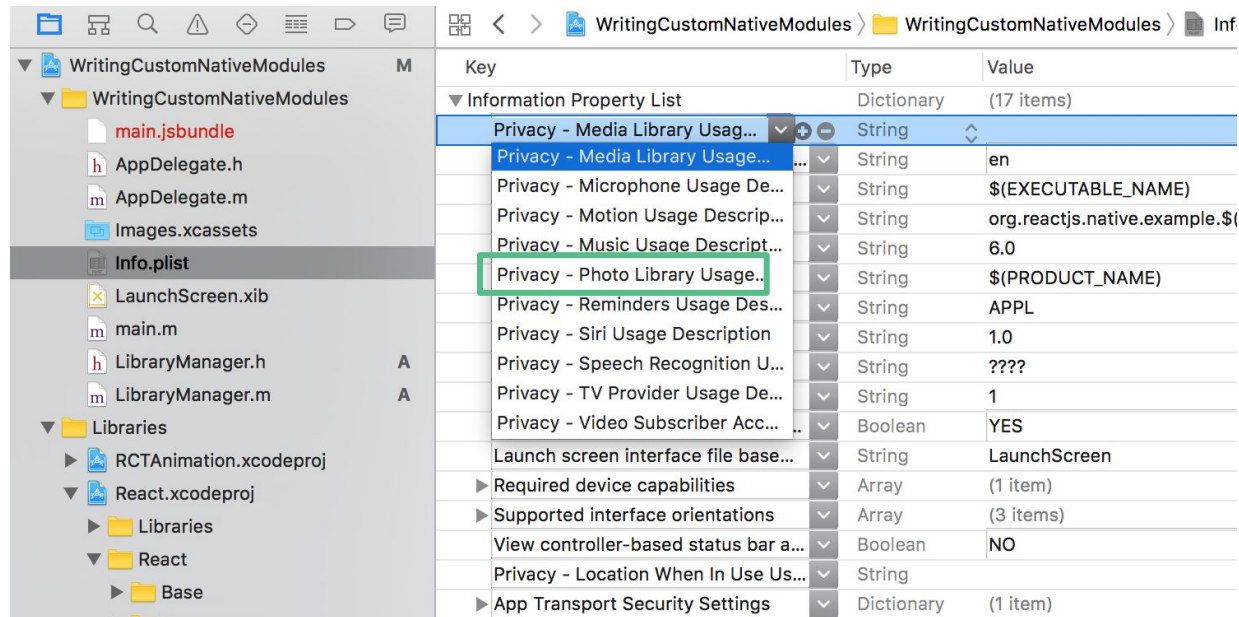 WritingCustomNativeModules M
WritingCustomNativeModules
main.jsbundle
h AppDelegate.h
m AppDelegate.m
Images.xcassets
Info.plist
LaunchScreen.xib
m main.m
h LibraryManager.h A
m LibraryManager.m A
Libraries
RCTAnimation.xcodeproj
React.xcodeproj
Libraries
React
Base
WritingCustomNativeModules WritingCustomNativeModules Inf
Key Type Value
Information Property List Dictionary (17 items)
Privacy - Media Library Usag... String
Privacy - Media Library Usage... ... String en
Privacy - Microphone Usage De... String $(EXECUTABLE_NAME)
Privacy - Motion Usage Descrip... String org.reactjs.native.example.$(
Privacy - Music Usage Descript... String 6.0
Privacy - Photo Library Usage... String $(PRODUCT_NAME)
Privacy - Reminders Usage Des... String APPL
Privacy - Siri Usage Description String 1.0
Privacy - Speech Recognition U... String ????
Privacy - TV Provider Usage De... String 1
Privacy - Video Subscriber Acc... Boolean YES
Launch screen interface file base... String LaunchScreen
Required device capabilities Array (1 item)
Supported interface orientations Array (3 items)
View controller-based status bar a... Boolean NO
Privacy - Location When In Use Us... String
App Transport Security Settings Dictionary (1 item)